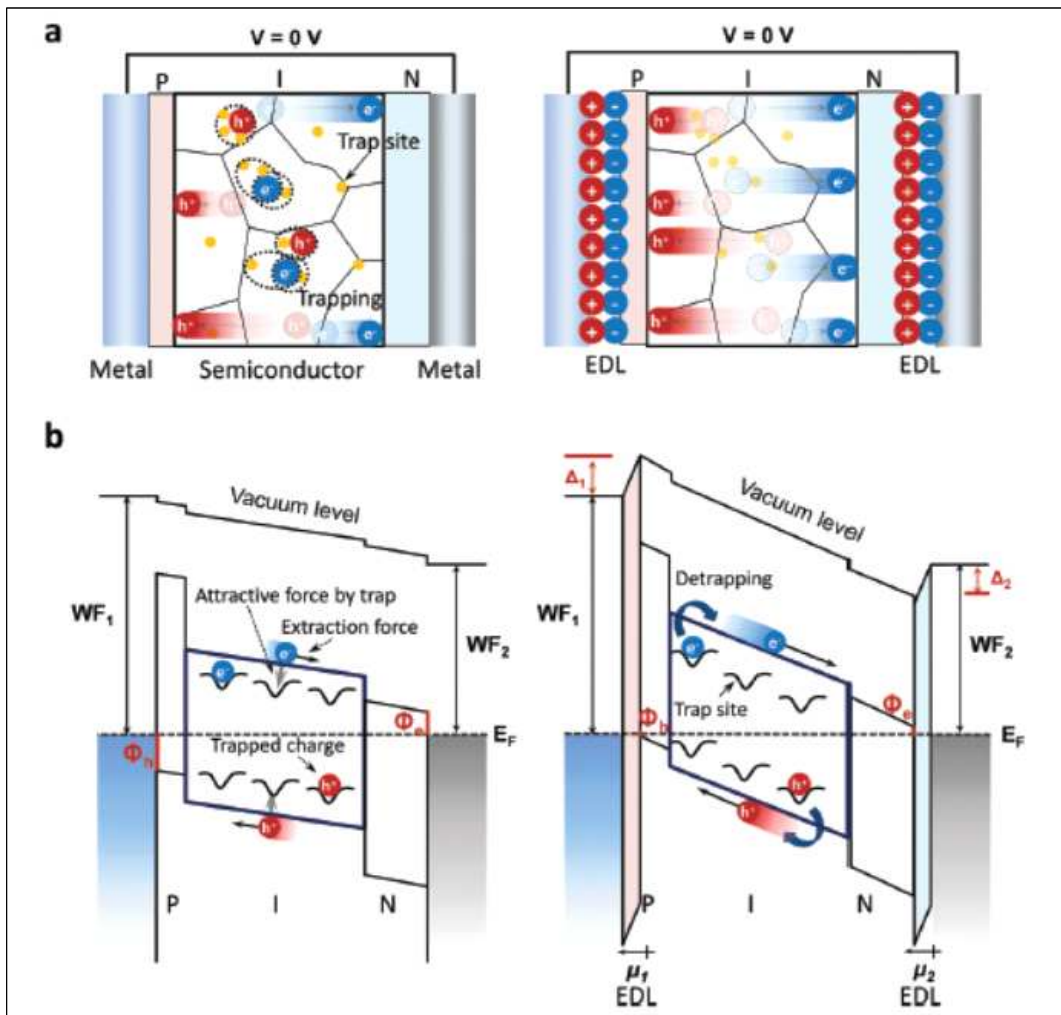 a
V = 0 V
V = 0 V
P I N
P I N
h⁺ e⁻ h⁺
Trap site
e⁻
h⁺ h⁺ e⁻
e⁻
Trapping
h⁺ e⁻ h⁺ e⁻
h⁺ e⁻
h⁺
e⁻
h⁺ e⁻
+ - + -
+ - + -
+ - + -
+ - + -
+ - + -
+ - + -
+ - + -
+ - + -
+ - + -
Metal Semiconductor Metal
EDL EDL
b
Vacuum level
WF₁
Attractive force by trap
Extraction force
e⁻ e⁻
WF₂
Φₑ
E_F
Φₕ
Trapped charge
h⁺
h⁺
P I N
Δ₁
Vacuum level
Detrapping
Δ₂
WF₁
e⁻
e⁻
WF₂
Trap site
Φₑ
Φₕ
E_F
h⁺
h⁺
P I N
μ₁ μ₂
EDL EDL